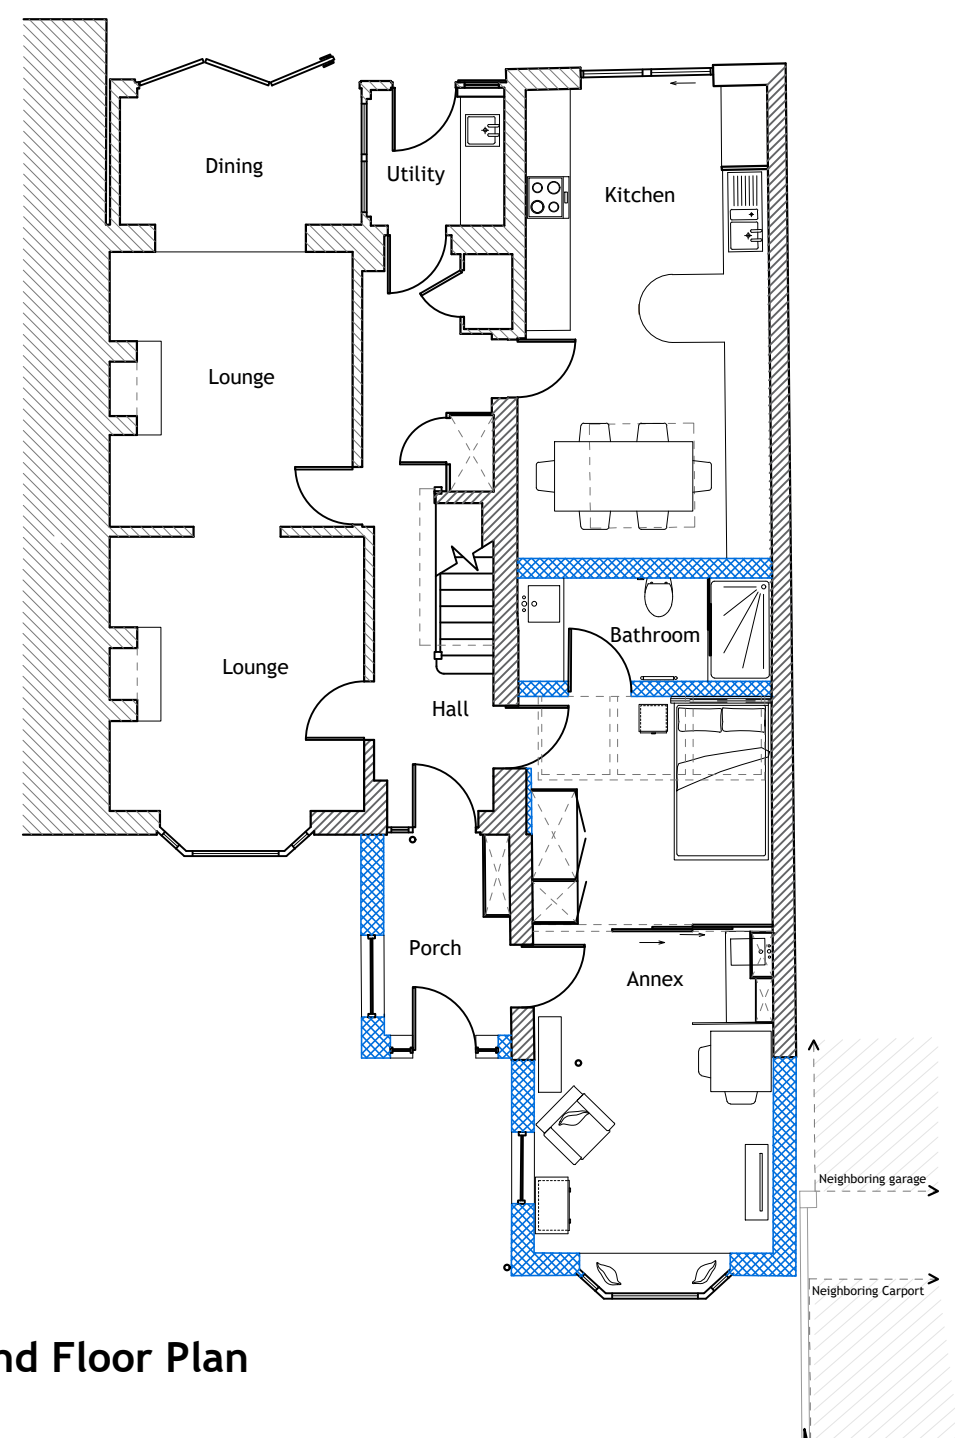 Dining
Utility
Kitchen
Lounge
Bathroom
Lounge
Hall
Porch
Annex
Neighboring garage
Neighboring Carport
nd Floor Plan